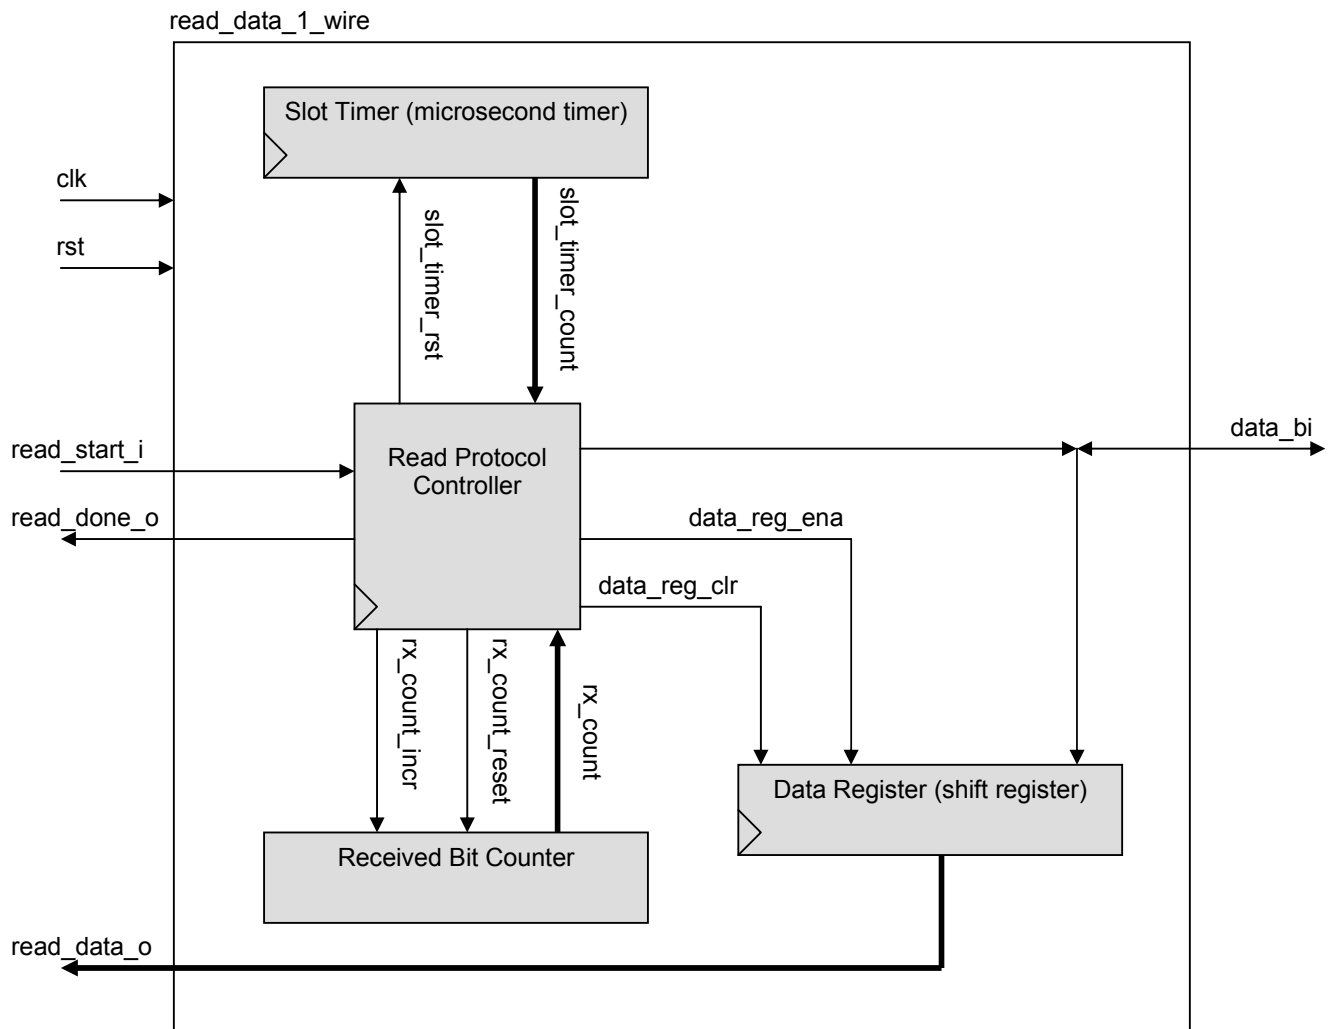 read_data_1_wire
Slot Timer (microsecond timer)
clk
rst
slot_timer_rst
slot_timer_count
read_start_i
Read Protocol
Controller
data_bi
read_done_o
data_reg_ena
data_reg_clr
rx_count_incr
rx_count_reset
rx_count
Data Register (shift register)
Received Bit Counter
read_data_o